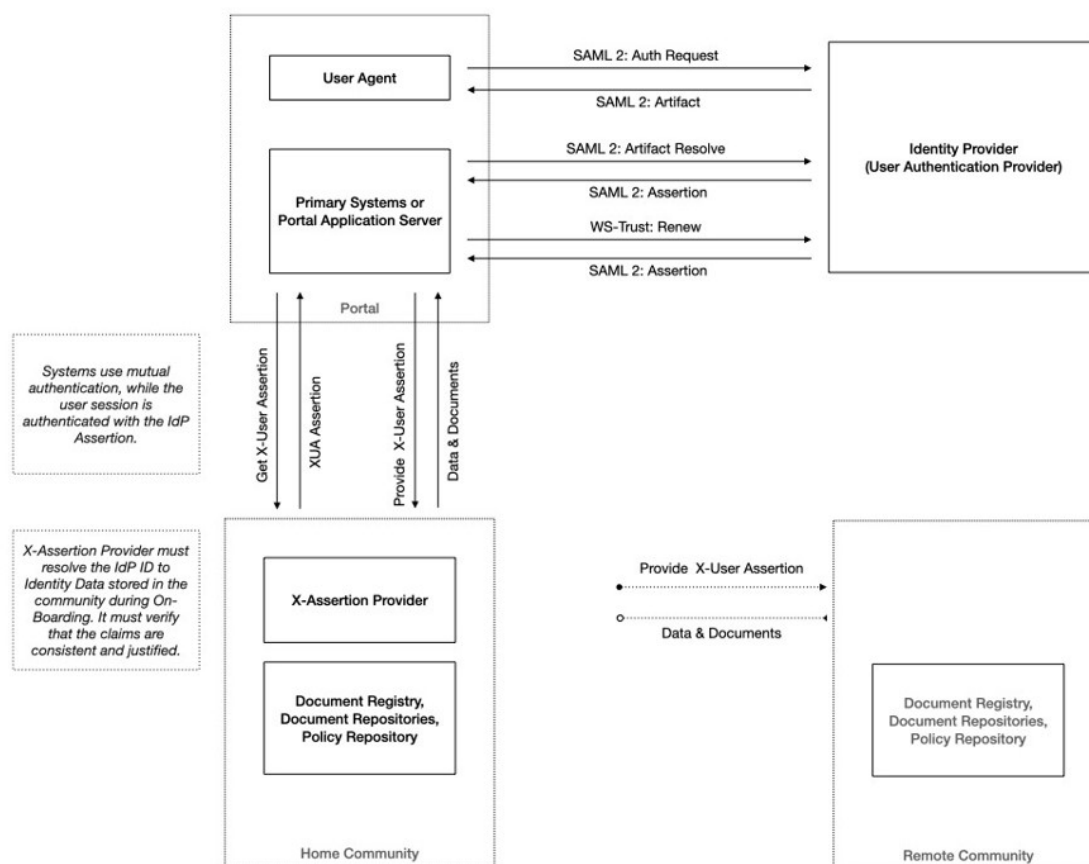 User Agent
SAML 2: Auth Request
SAML 2: Artifact
SAML 2: Artifact Resolve
SAML 2: Assertion
WS-Trust: Renew
SAML 2: Assertion
Identity Provider
(User Authentication Provider)
Primary Systems or
Portal Application Server
Portal
Systems use mutual
authentication, while the
user session is
authenticated with the IdP
Assertion.
Get X-User Assertion
XUA Assertion
Provide X-User Assertion
Data & Documents
X-Assertion Provider must
resolve the IdP ID to
Identity Data stored in the
community during On-
Boarding. It must verify
that the claims are
consistent and justified.
X-Assertion Provider
Document Registry,
Document Repositories,
Policy Repository
Home Community
Provide X-User Assertion
Data & Documents
Document Registry,
Document Repositories,
Policy Repository
Remote Community